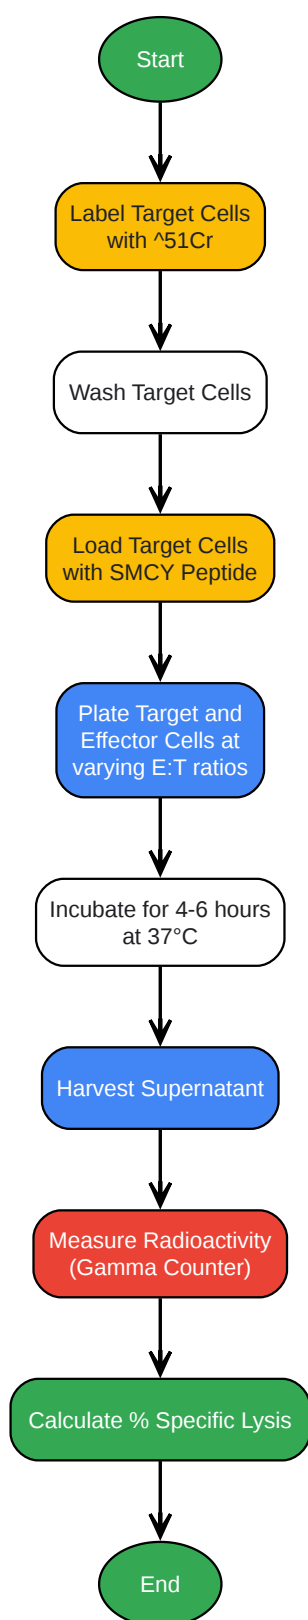 Start
Label Target Cells
with ^51Cr
Wash Target Cells
Load Target Cells
with SMCY Peptide
Plate Target and
Effector Cells at
varying E:T ratios
Incubate for 4-6 hours
at 37°C
Harvest Supernatant
Measure Radioactivity
(Gamma Counter)
Calculate % Specific Lysis
End